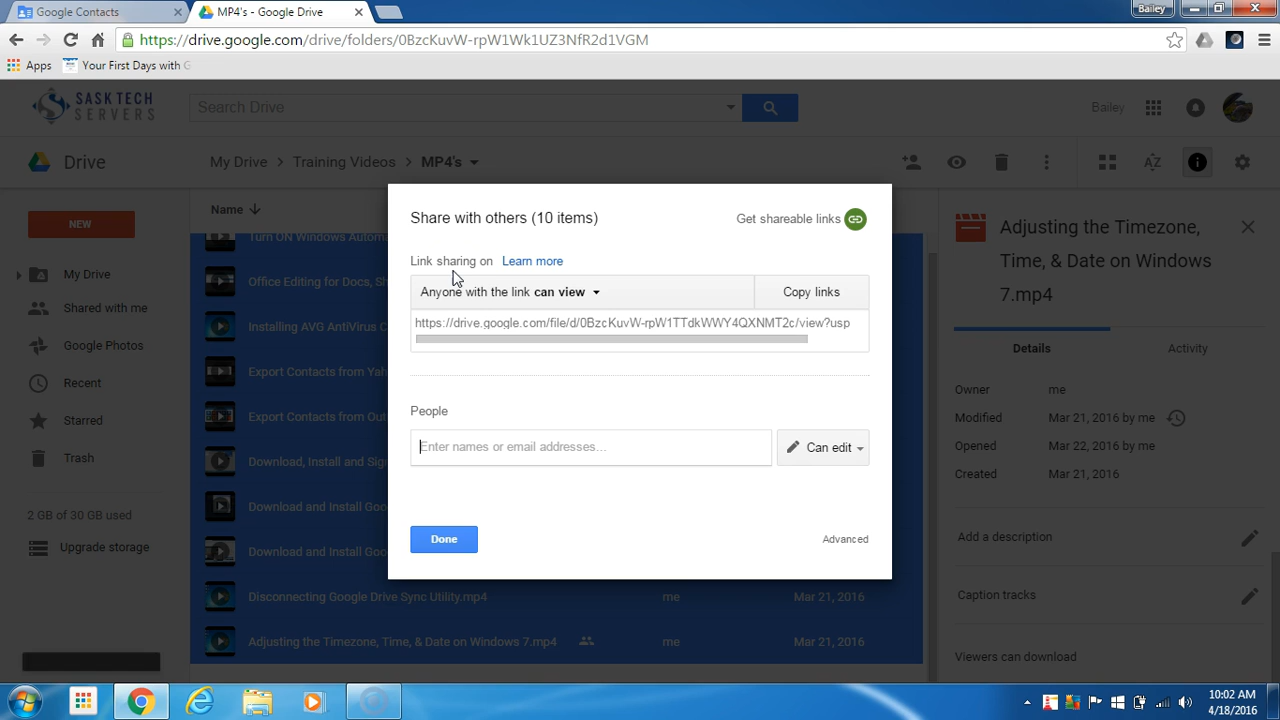 Google Contacts
MP4's - Google Drive
Bailey
https://drive.google.com/drive/folders/0BzcKuvW-rpW1Wk1UZ3NfR2d1VGM
Apps
Your First Days with G
SASK TECH
SERVERS
Search Drive
Bailey
Drive
My Drive
Training Videos
MP4's
NEW
My Drive
Shared with me
Google Photos
Recent
Starred
Trash
2 GB of 30 GB used
Upgrade storage
Name
Turn ON Windows Automa
Office Editing for Docs, Sh
Installing AVG AntiVirus C
Export Contacts from Yah
Export Contacts from Out
Download, Install and Sig
Download and Install Goo
Download and Install Goo
Disconnecting Google Drive Sync Utility.mp4 me Mar 21, 2016
Adjusting the Timezone, Time, & Date on Windows 7.mp4 me Mar 21, 2016
Share with others (10 items)
Get shareable links
Link sharing on Learn more
Anyone with the link can view
Copy links
https://drive.google.com/file/d/0BzcKuvW-rpW1TTdkWWY4QXNMT2c/view?usp
People
Enter names or email addresses...
Can edit
Done
Advanced
Adjusting the Timezone,
Time, & Date on Windows
7.mp4
Details
Activity
Owner me
Modified Mar 21, 2016 by me
Opened Mar 22, 2016 by me
Created Mar 21, 2016
Add a description
Caption tracks
Viewers can download
10:02 AM
4/18/2016